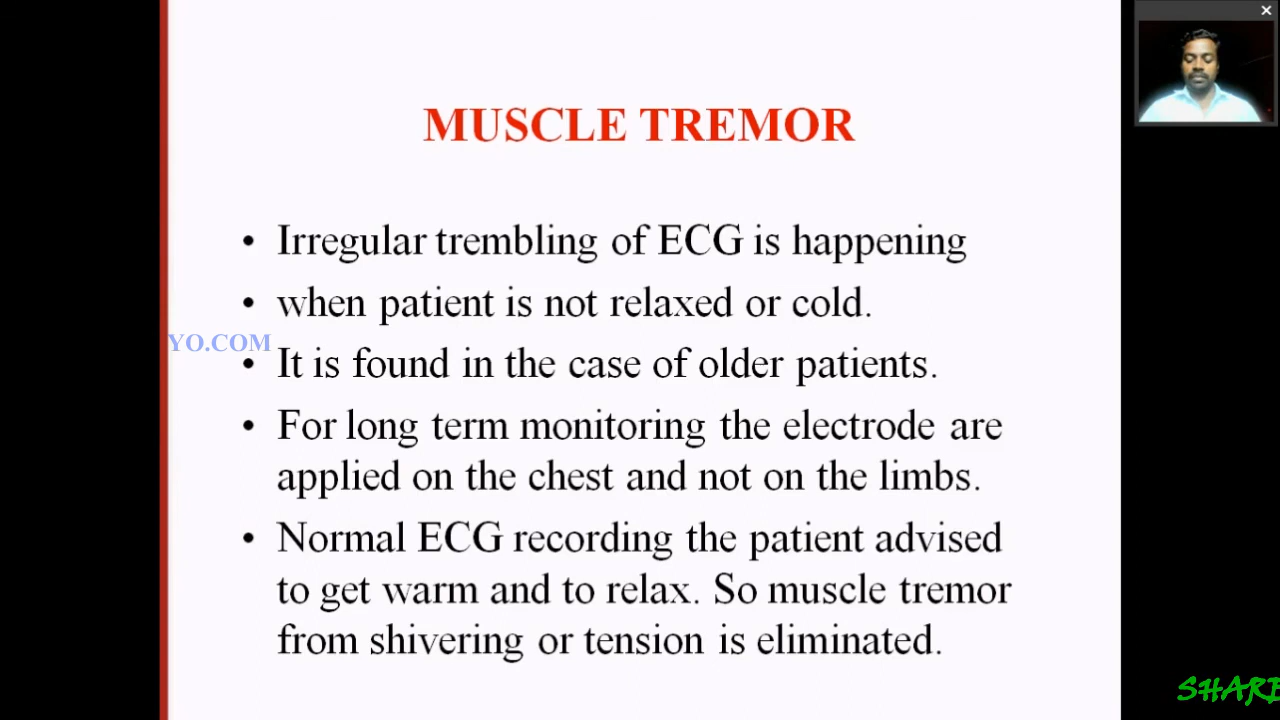 MUSCLE TREMOR
• Irregular trembling of ECG is happening
• when patient is not relaxed or cold.
YO.COM
• It is found in the case of older patients.
• For long term monitoring the electrode are
applied on the chest and not on the limbs.
• Normal ECG recording the patient advised
to get warm and to relax. So muscle tremor
from shivering or tension is eliminated.
SHARE